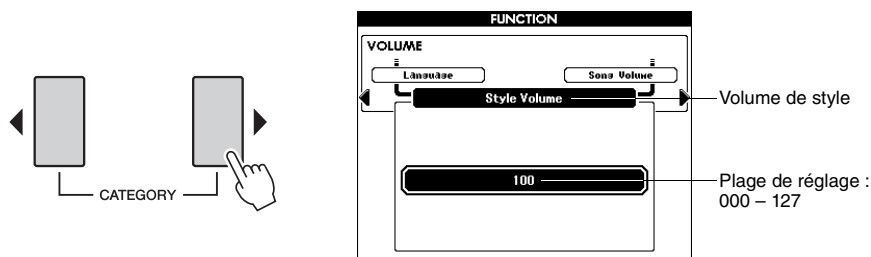 FUNCTION
VOLUME
Language
Song Volume
Style Volume
Volume de style
100
Plage de réglage :
000 – 127
CATEGORY